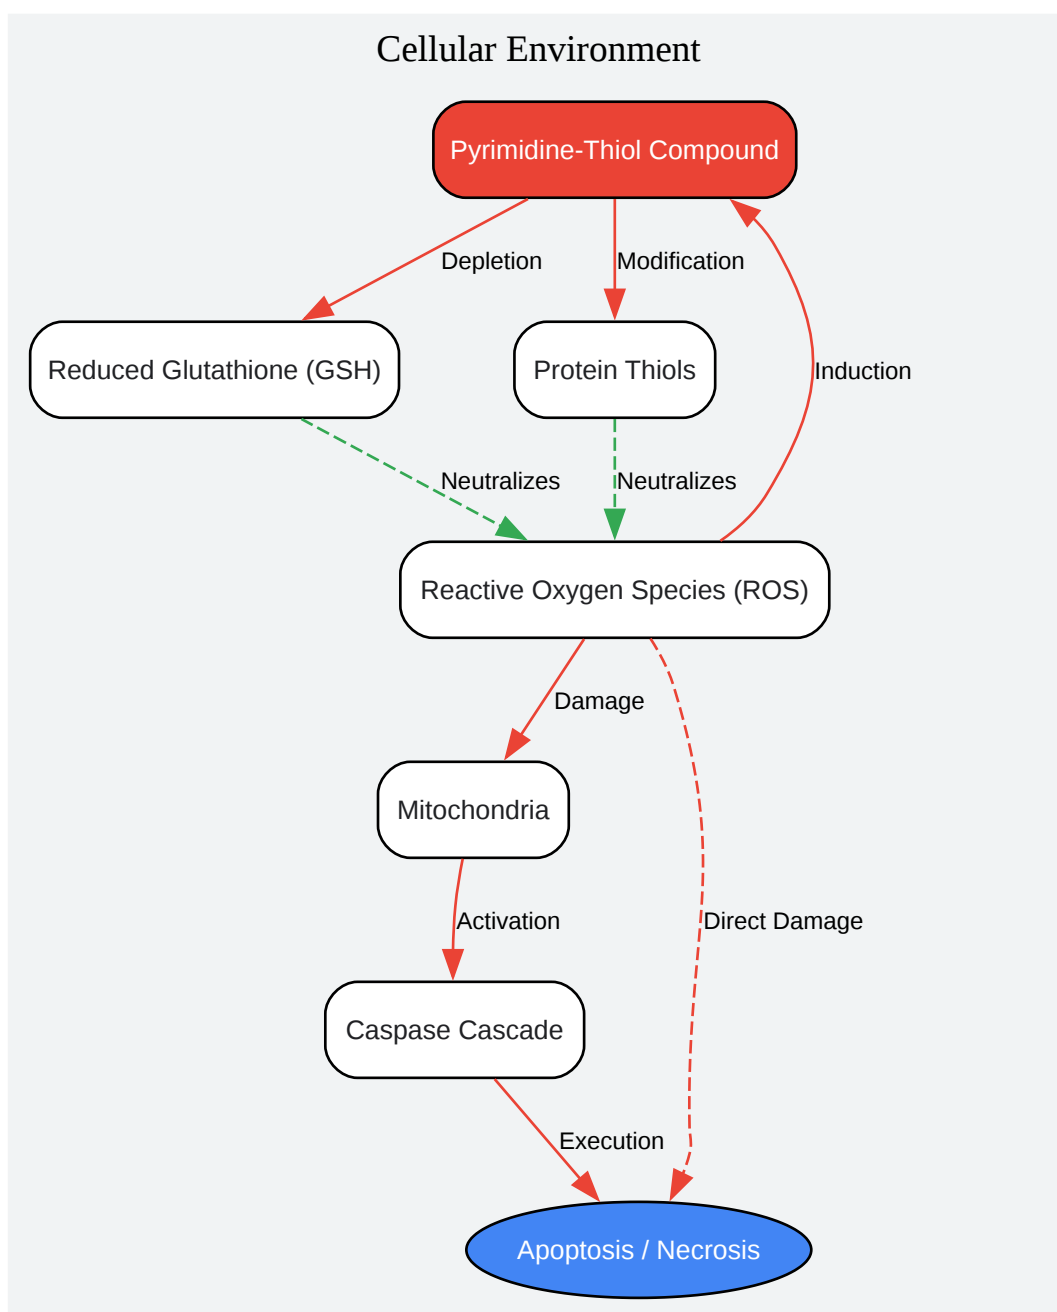 Cellular Environment
Pyrimidine-Thiol Compound
Depletion
Modification
Reduced Glutathione (GSH)
Protein Thiols
Induction
Neutralizes
Neutralizes
Reactive Oxygen Species (ROS)
Damage
Mitochondria
Activation
Direct Damage
Caspase Cascade
Execution
Apoptosis / Necrosis